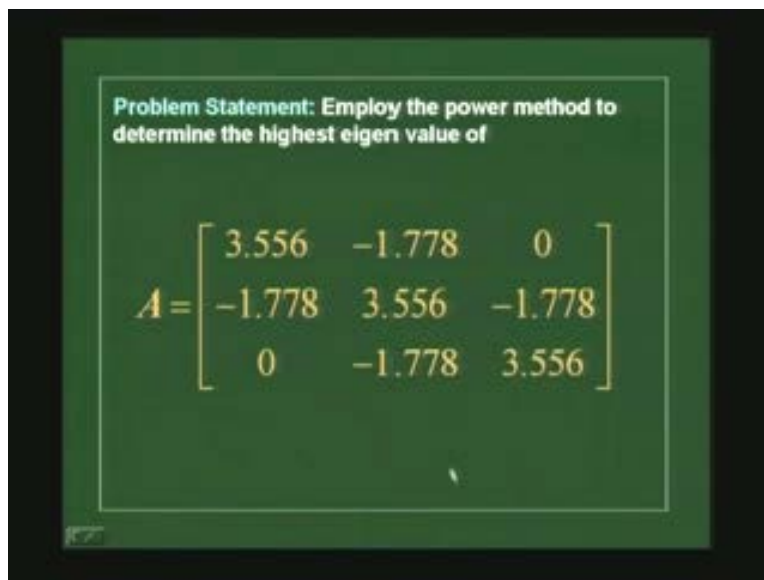 Problem Statement: Employ the power method to
determine the highest eigen value of
3.556 −1.778 0
A = −1.778 3.556 −1.778
0 −1.778 3.556